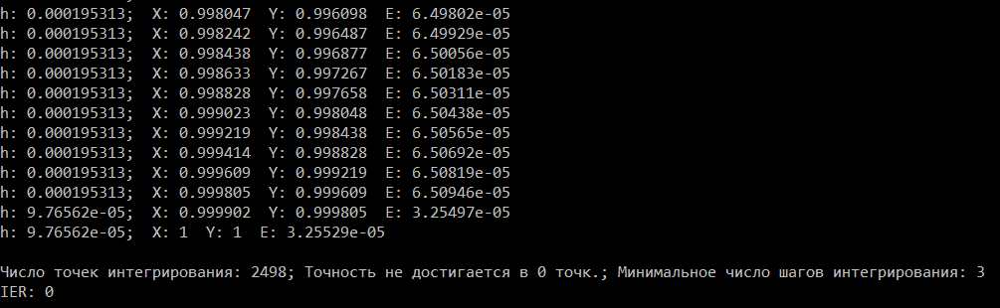 h: 0.000195313;  X: 0.998047  Y: 0.996098  E: 6.49802e-05
h: 0.000195313;  X: 0.998242  Y: 0.996487  E: 6.49929e-05
h: 0.000195313;  X: 0.998438  Y: 0.996877  E: 6.50056e-05
h: 0.000195313;  X: 0.998633  Y: 0.997267  E: 6.50183e-05
h: 0.000195313;  X: 0.998828  Y: 0.997658  E: 6.50311e-05
h: 0.000195313;  X: 0.999023  Y: 0.998048  E: 6.50438e-05
h: 0.000195313;  X: 0.999219  Y: 0.998438  E: 6.50565e-05
h: 0.000195313;  X: 0.999414  Y: 0.998828  E: 6.50692e-05
h: 0.000195313;  X: 0.999609  Y: 0.999219  E: 6.50819e-05
h: 0.000195313;  X: 0.999805  Y: 0.999609  E: 6.50946e-05
h: 9.76562e-05;  X: 0.999902  Y: 0.999805  E: 3.25497e-05
h: 9.76562e-05;  X: 1  Y: 1  E: 3.25529e-05
Число точек интегрирования: 2498; Точность не достигается в 0 точк.; Минимальное число шагов интегрирования: 3
IER: 0